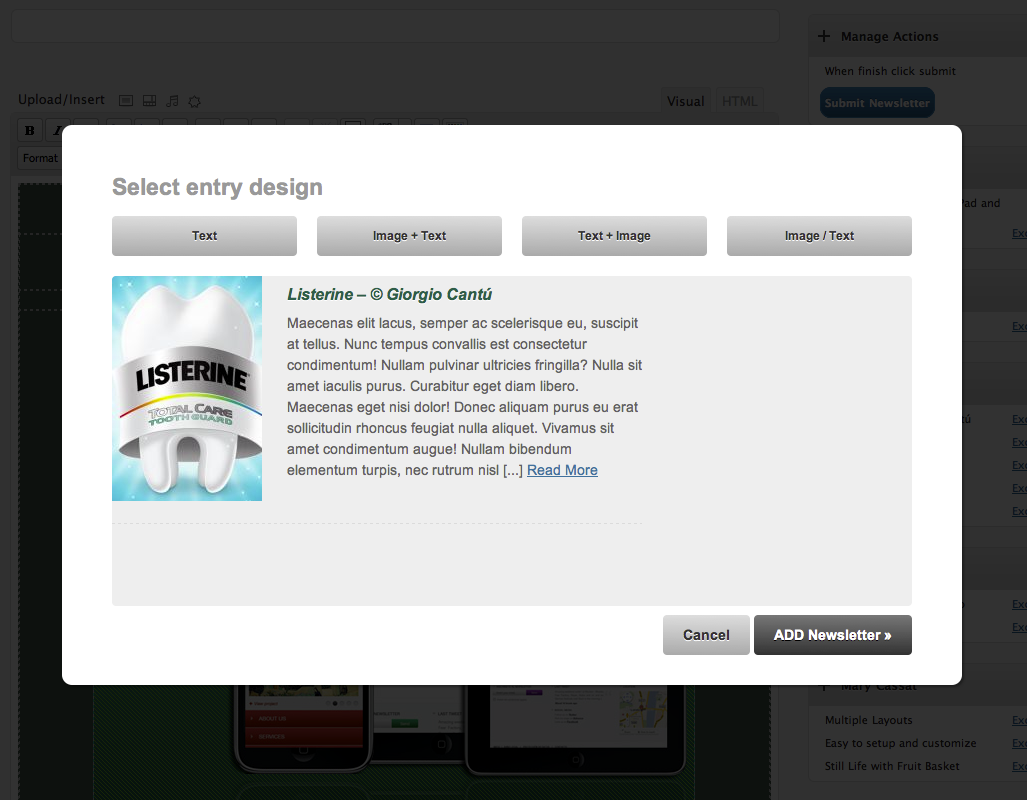 Manage Actions
When finish click submit
Submit Newsletter
Upload/Insert
Visual
HTML
B I
Format
Select entry design
Text
Image + Text
Text + Image
Image / Text
LISTERINE
TOTAL CARE
TOOTH GUARD
Listerine – © Giorgio Cantú
Maecenas elit lacus, semper ac scelerisque eu, suscipit
at tellus. Nunc tempus convallis est consectetur
condimentum! Nullam pulvinar ultricies fringilla? Nulla sit
amet iaculis purus. Curabitur eget diam libero.
Maecenas eget nisi dolor! Donec aliquam purus eu erat
sollicitudin rhoncus feugiat nulla aliquet. Vivamus sit
amet condimentum augue! Nullam bibendum
elementum turpis, nec rutrum nisl [...] Read More
Cancel
ADD Newsletter »
Pad and
Mary Cassat
Multiple Layouts
Easy to setup and customize
Still Life with Fruit Basket
ABOUT US
SERVICES